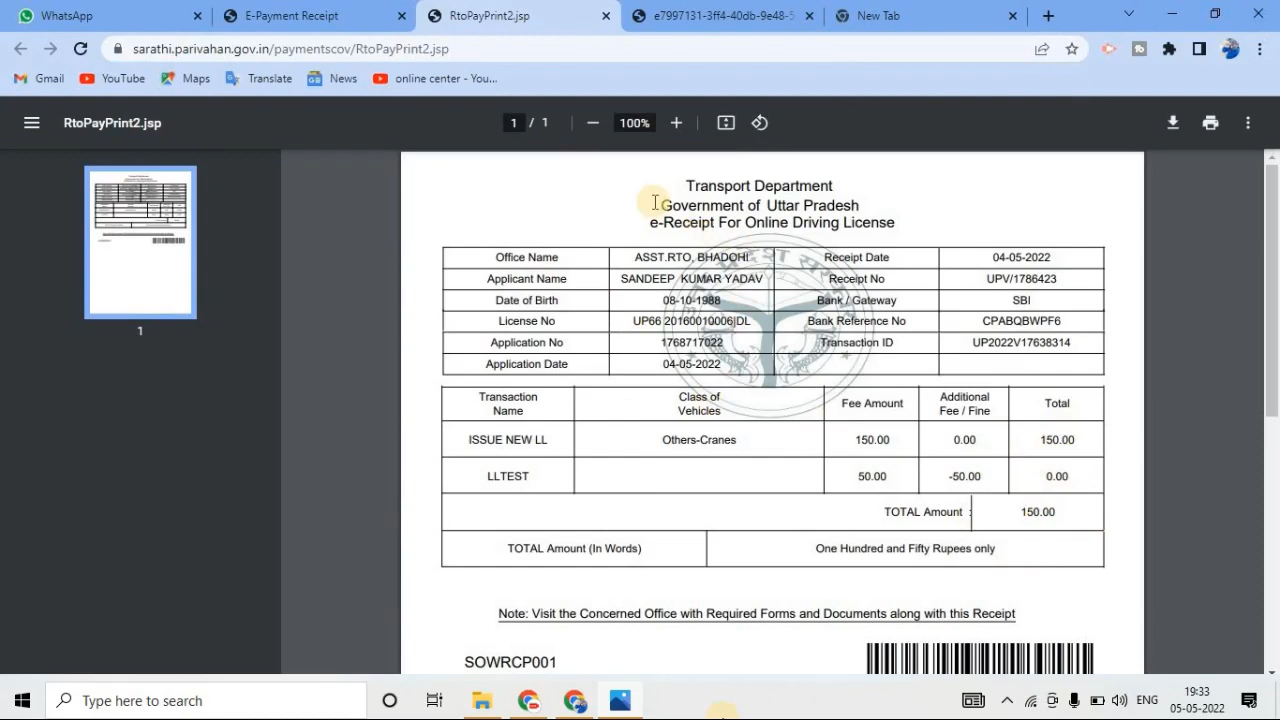 WhatsApp
E-Payment Receipt
RtoPayPrint2.jsp
e7997131-3ff4-40db-9e48-5
New Tab
sarathi.parivahan.gov.in/paymentscov/RtoPayPrint2.jsp
Gmail
YouTube
Maps
Translate
News
online center - You...
RtoPayPrint2.jsp
1 / 1
100%
1
Transport Department
Government of Uttar Pradesh
e-Receipt For Online Driving License
Office Name ASST.RTO, BHADOHI Receipt Date 04-05-2022
Applicant Name SANDEEP KUMAR YADAV Receipt No UPV/1786423
Date of Birth 08-10-1988 Bank / Gateway SBI
License No UP66 20160010006|DL Bank Reference No CPABQBWPF6
Application No 1768717022 Transaction ID UP2022V17638314
Application Date 04-05-2022
Transaction Name Class of Vehicles Fee Amount Additional Fee / Fine Total
ISSUE NEW LL Others-Cranes 150.00 0.00 150.00
LLTEST 50.00 -50.00 0.00
TOTAL Amount : 150.00
TOTAL Amount (In Words) One Hundred and Fifty Rupees only
Note: Visit the Concerned Office with Required Forms and Documents along with this Receipt
SOWRCP001
Type here to search
ENG
19:33
05-05-2022